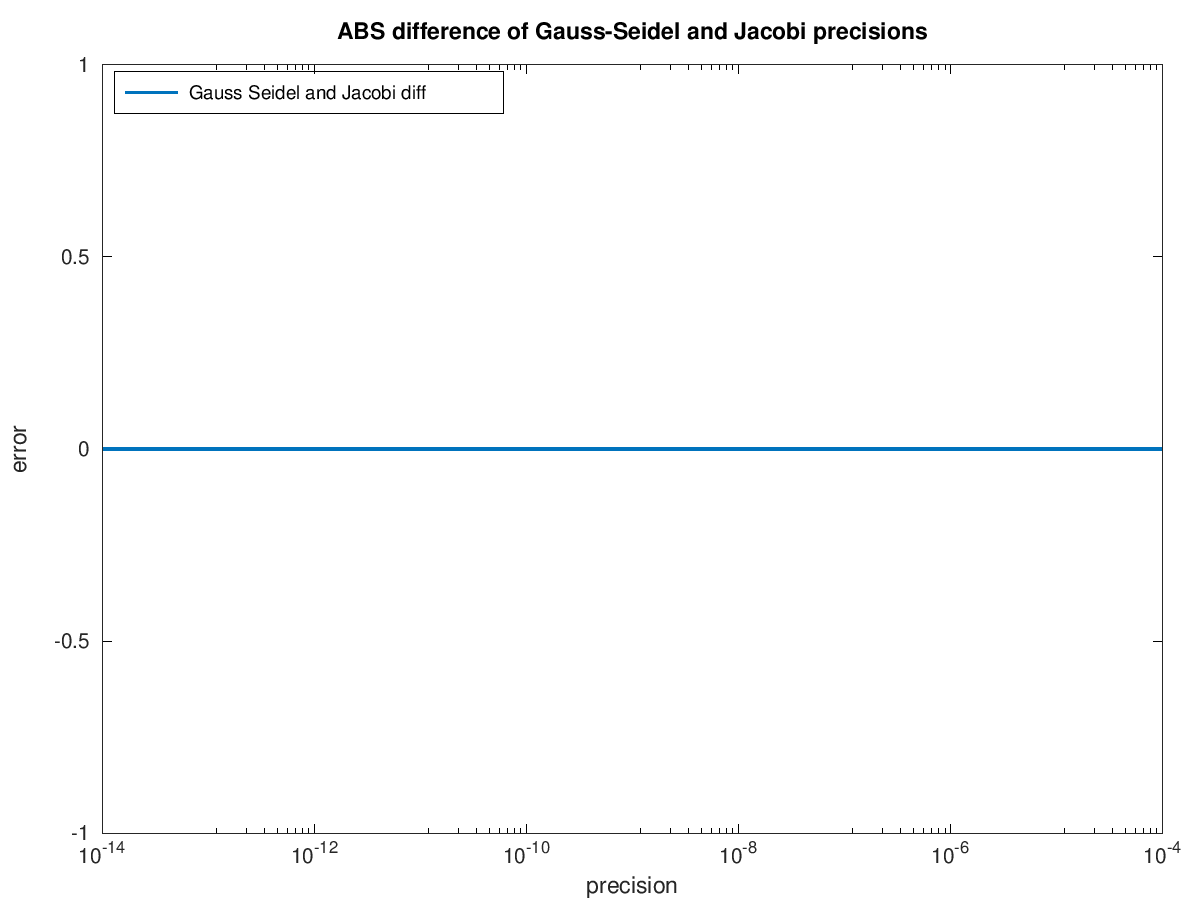 ABS difference of Gauss-Seidel and Jacobi precisions
1
Gauss Seidel and Jacobi diff
0.5
0
-0.5
-1
error
10^-14 10^-12 10^-10 10^-8 10^-6 10^-4
precision